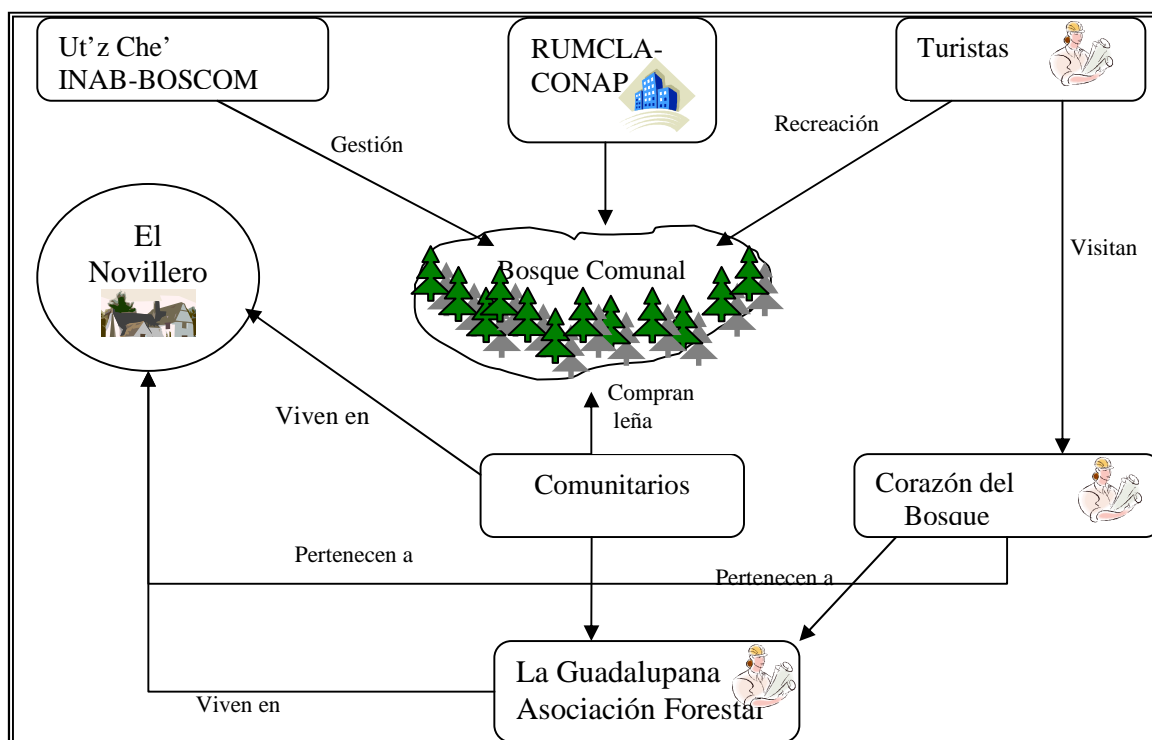 Ut’z Che’
INAB-BOSCOM
RUMCLA-
CONAP
Turistas
Gestión
Recreación
El
Novillero
Bosque Comunal
Visitan
Compran
leña
Viven en
Comunitarios
Corazón del
Bosque
Pertenecen a
Pertenecen a
La Guadalupana
Asociación Forestal
Viven en